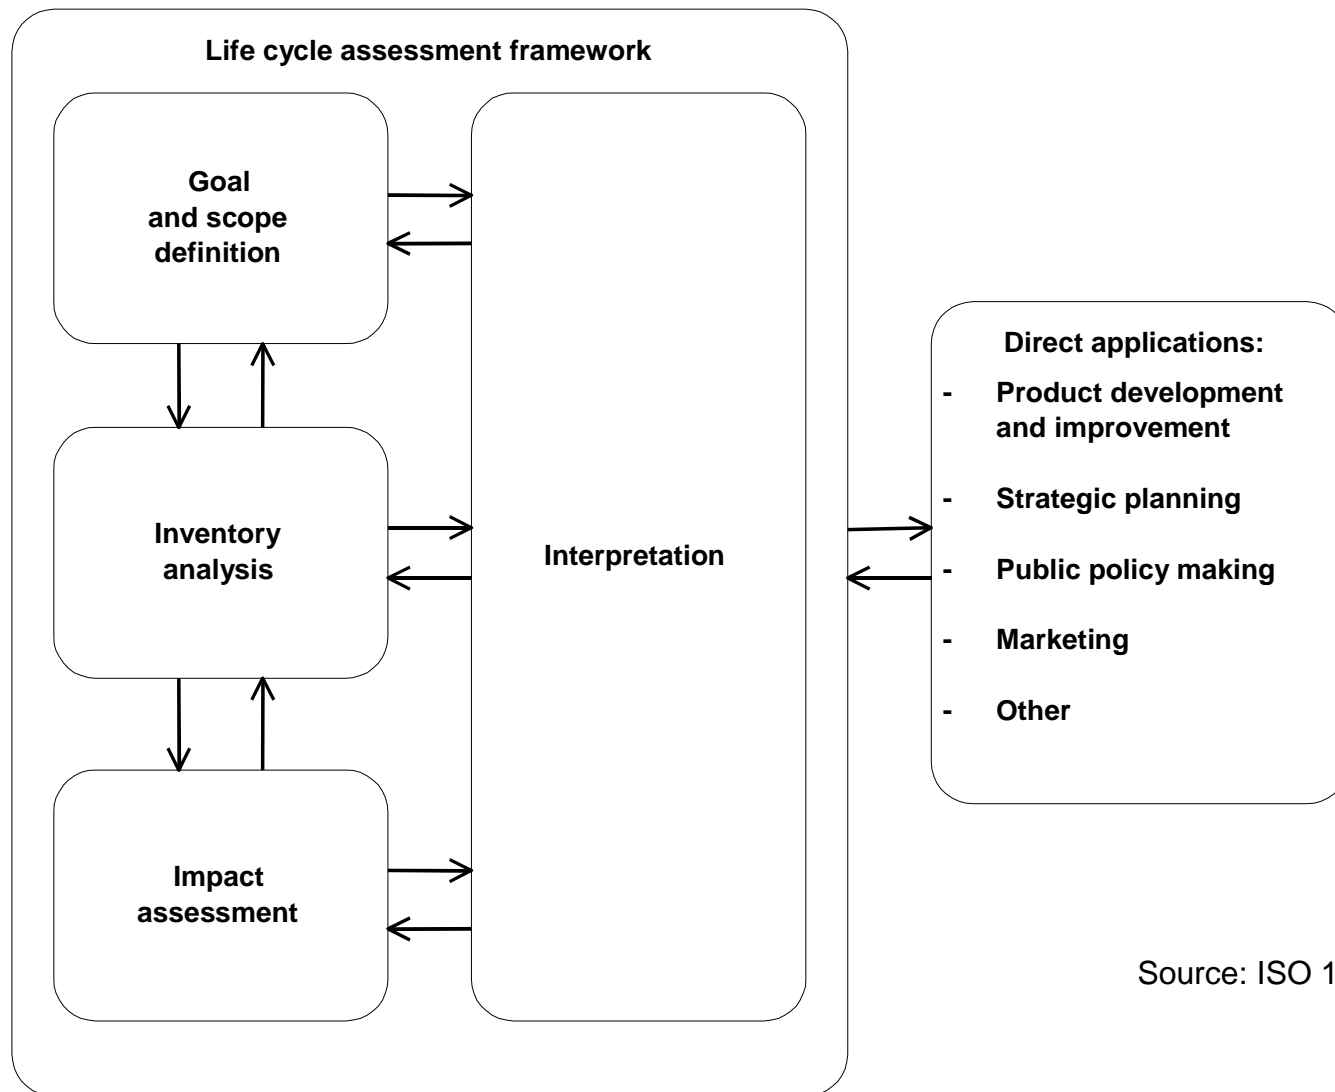 Life cycle assessment framework
Goal
and scope
definition
Inventory
analysis
Impact
assessment
Interpretation
Direct applications:
- Product development
and improvement
- Strategic planning
- Public policy making
- Marketing
- Other
Source: ISO 1